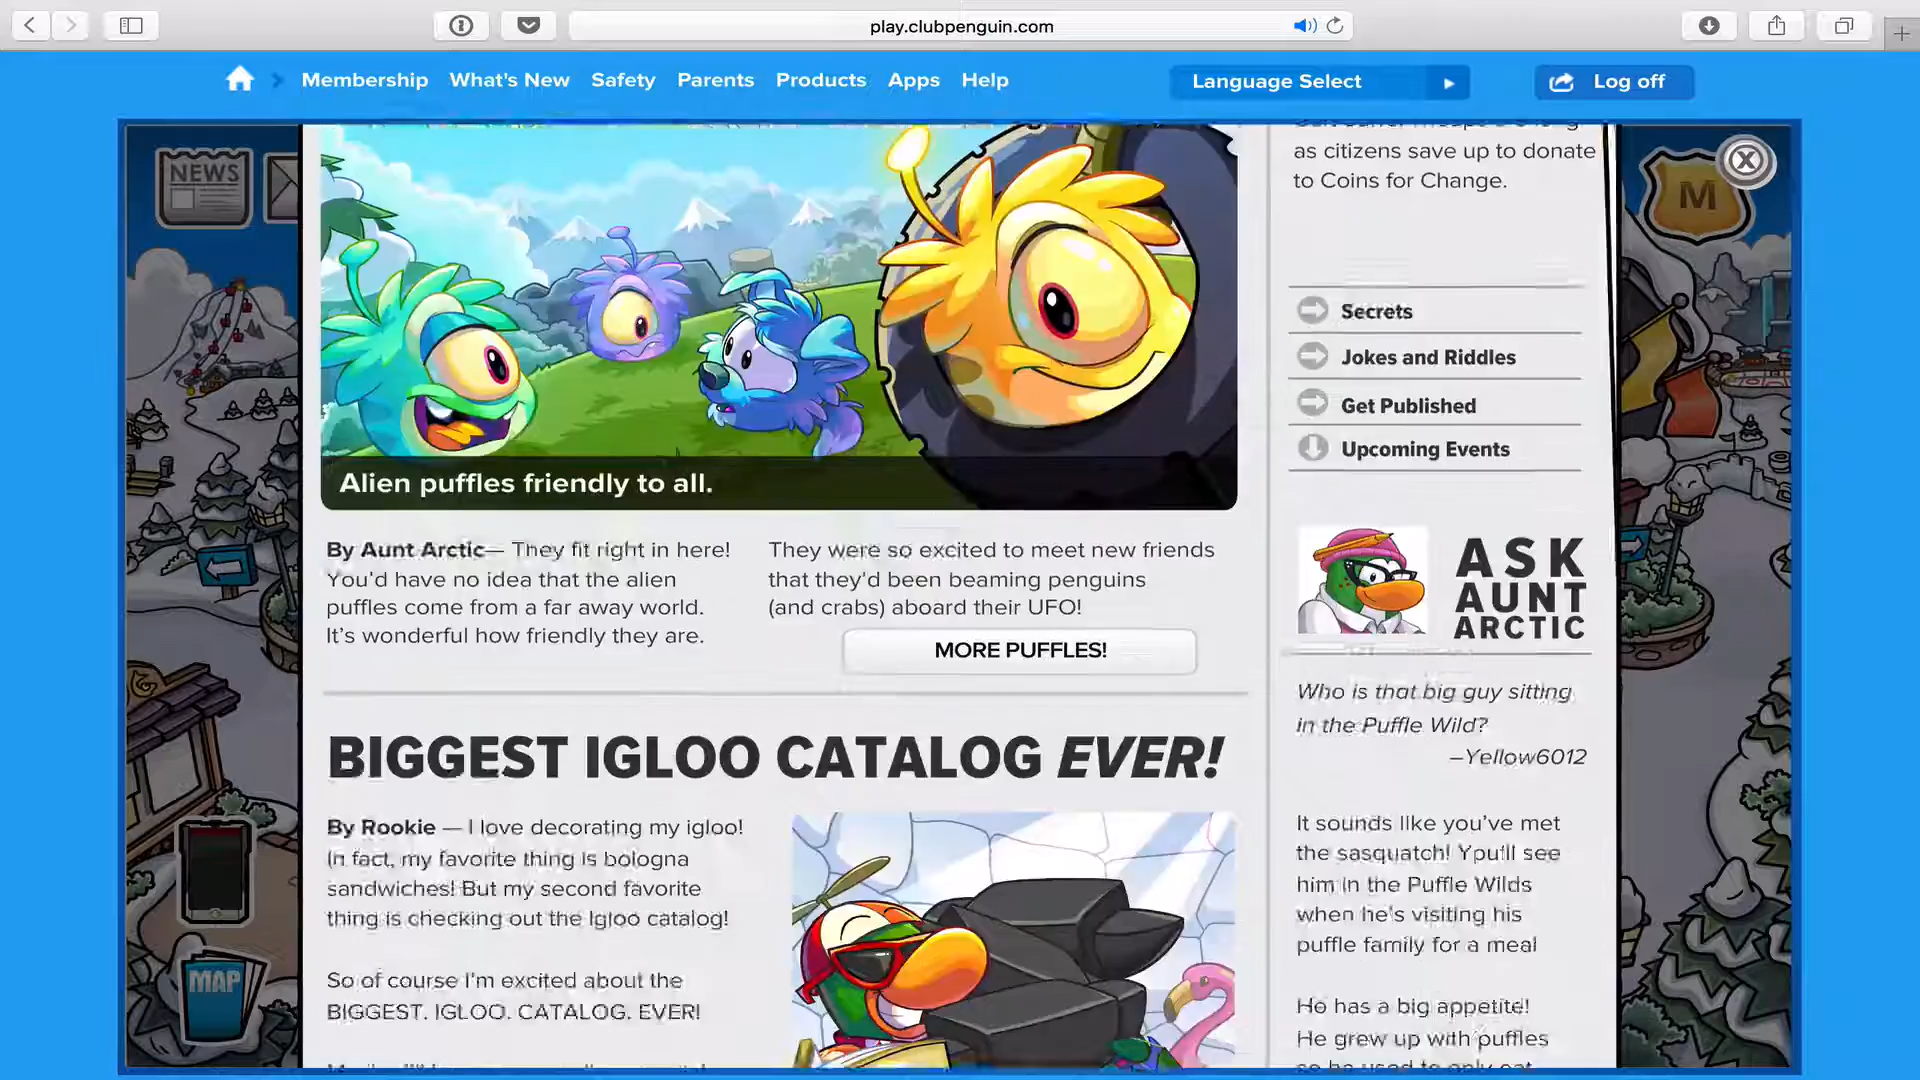 play.clubpenguin.com
Membership
What's New
Safety
Parents
Products
Apps
Help
Language Select
Log off
NEWS
M
as citizens save up to donate
to Coins for Change.
Secrets
Jokes and Riddles
Get Published
Upcoming Events
Alien puffles friendly to all.
By Aunt Arctic— They fit right in here!
You'd have no idea that the alien
puffles come from a far away world.
It's wonderful how friendly they are.
They were so excited to meet new friends
that they'd been beaming penguins
(and crabs) aboard their UFO!
MORE PUFFLES!
ASK
AUNT
ARCTIC
Who is that big guy sitting
in the Puffle Wild?
–Yellow6012
It sounds like you've met
the sasquatch! You'll see
him in the Puffle Wilds
when he's visiting his
puffle family for a meal
He has a big appetite!
He grew up with puffles
so he used to only eat
BIGGEST IGLOO CATALOG EVER!
By Rookie — I love decorating my igloo!
In fact, my favorite thing is bologna
sandwiches! But my second favorite
thing is checking out the Igloo catalog!
So of course I'm excited about the
BIGGEST. IGLOO. CATALOG. EVER!
MAP